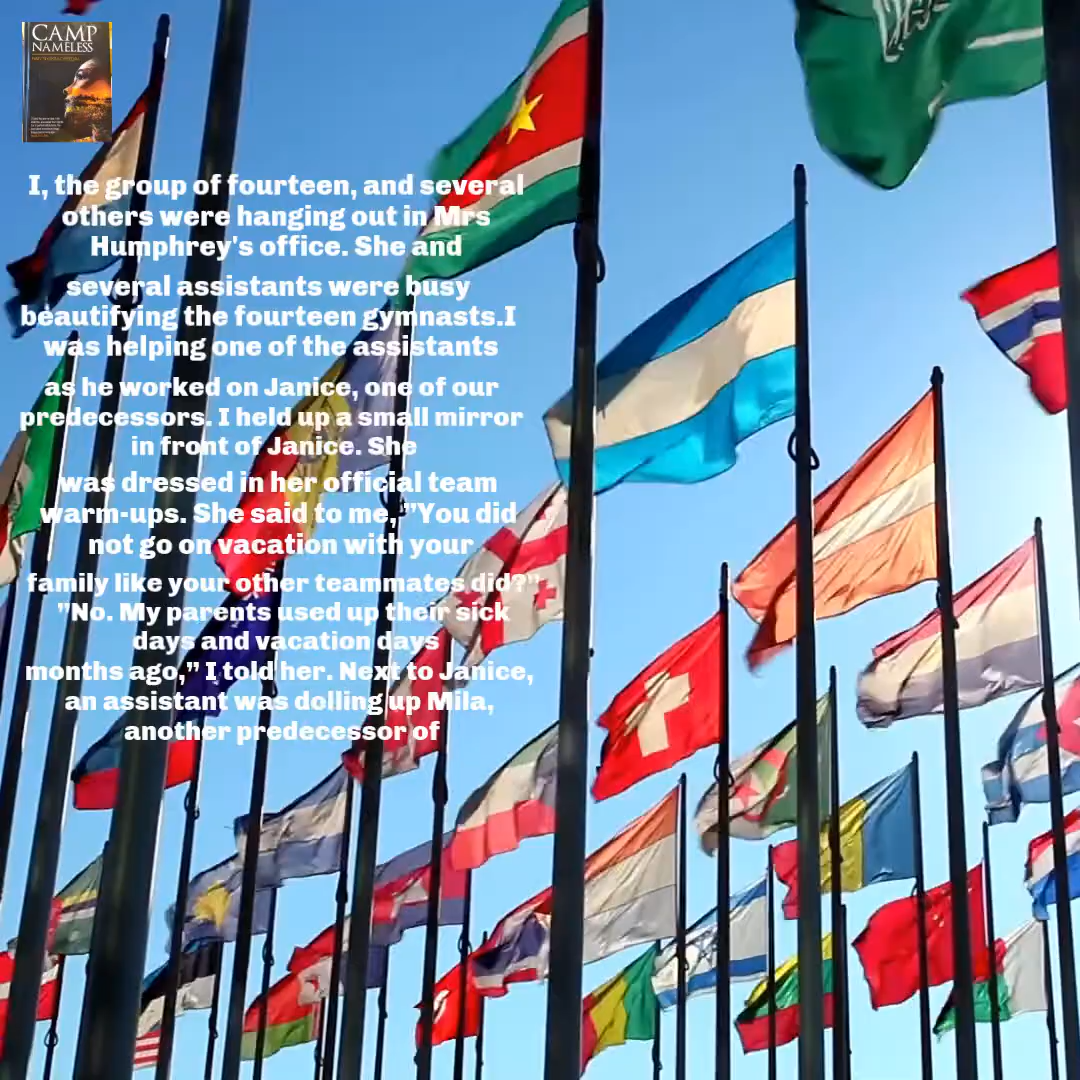 CAMP
NAMELESS
I, the group of fourteen, and several
others were hanging out in Mrs
Humphrey's office. She and
several assistants were busy
beautifying the fourteen gymnasts.I
was helping one of the assistants
as he worked on Janice, one of our
predecessors. I held up a small mirror
in front of Janice. She
was dressed in her official team
warm-ups. She said to me, ”You did
not go on vacation with your
family like your other teammates did?”
”No. My parents used up their sick
days and vacation days
months ago,” I told her. Next to Janice,
an assistant was dolling up Mila,
another predecessor of